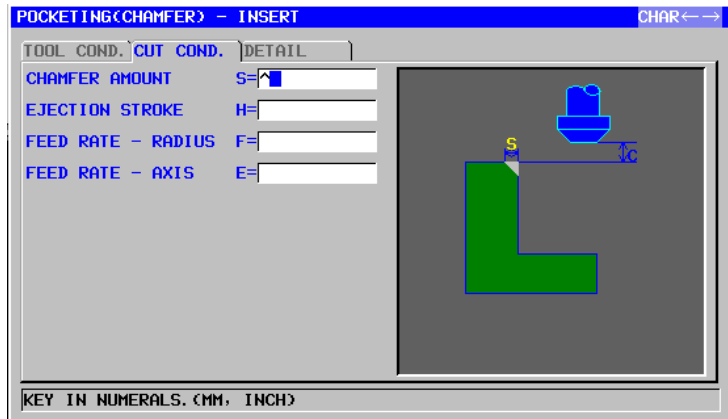 POCKETING(CHAMFER) - INSERT CHAR←→
TOOL COND. CUT COND. DETAIL
CHAMFER AMOUNT S=^
EJECTION STROKE H=
FEED RATE - RADIUS F=
FEED RATE - AXIS E=
S
C
KEY IN NUMERALS.(MM, INCH)